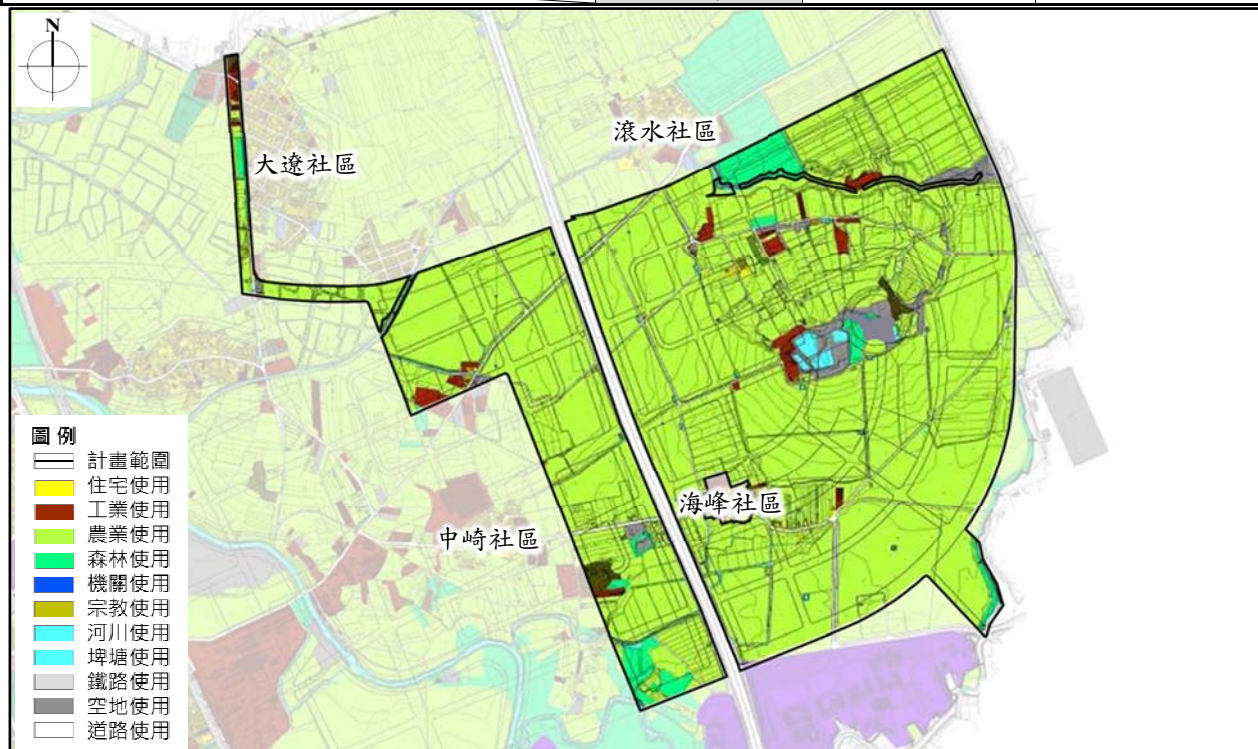 N
滾水社區
大遼社區
海峰社區
中崎社區
圖例
計畫範圍
住宅使用
工業使用
農業使用
森林使用
機關使用
宗教使用
河川使用
埤塘使用
鐵路使用
空地使用
道路使用